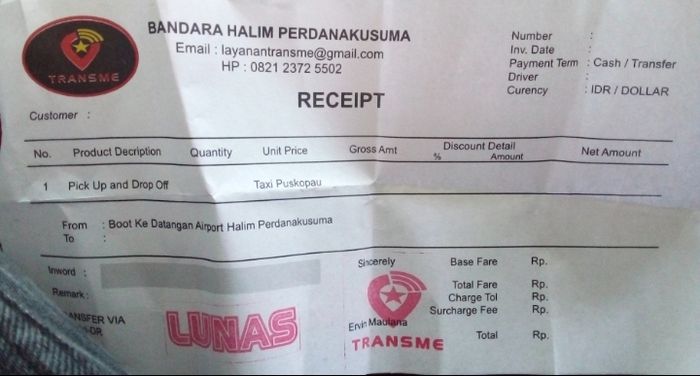 TRANSME
BANDARA HALIM PERDANAKUSUMA
Email : layanantransme@gmail.com
HP : 0821 2372 5502
RECEIPT
Number :
Inv. Date :
Payment Term : Cash / Transfer
Driver :
Curency : IDR / DOLLAR
Customer :
No. Product Decription Quantity Unit Price Gross Amt Discount Detail Net Amount
% Amount
1 Pick Up and Drop Off Taxi Puskopau
From : Boot Ke Datangan Airport Halim Perdanakusuma
To :
Inword :
Remark :
VIA
LUNAS
Sincerely
Ervin Maulana
TRANSME
Base Fare Rp.
Total Fare Rp.
Charge Tol Rp.
Surcharge Fee Rp.
Total Rp.